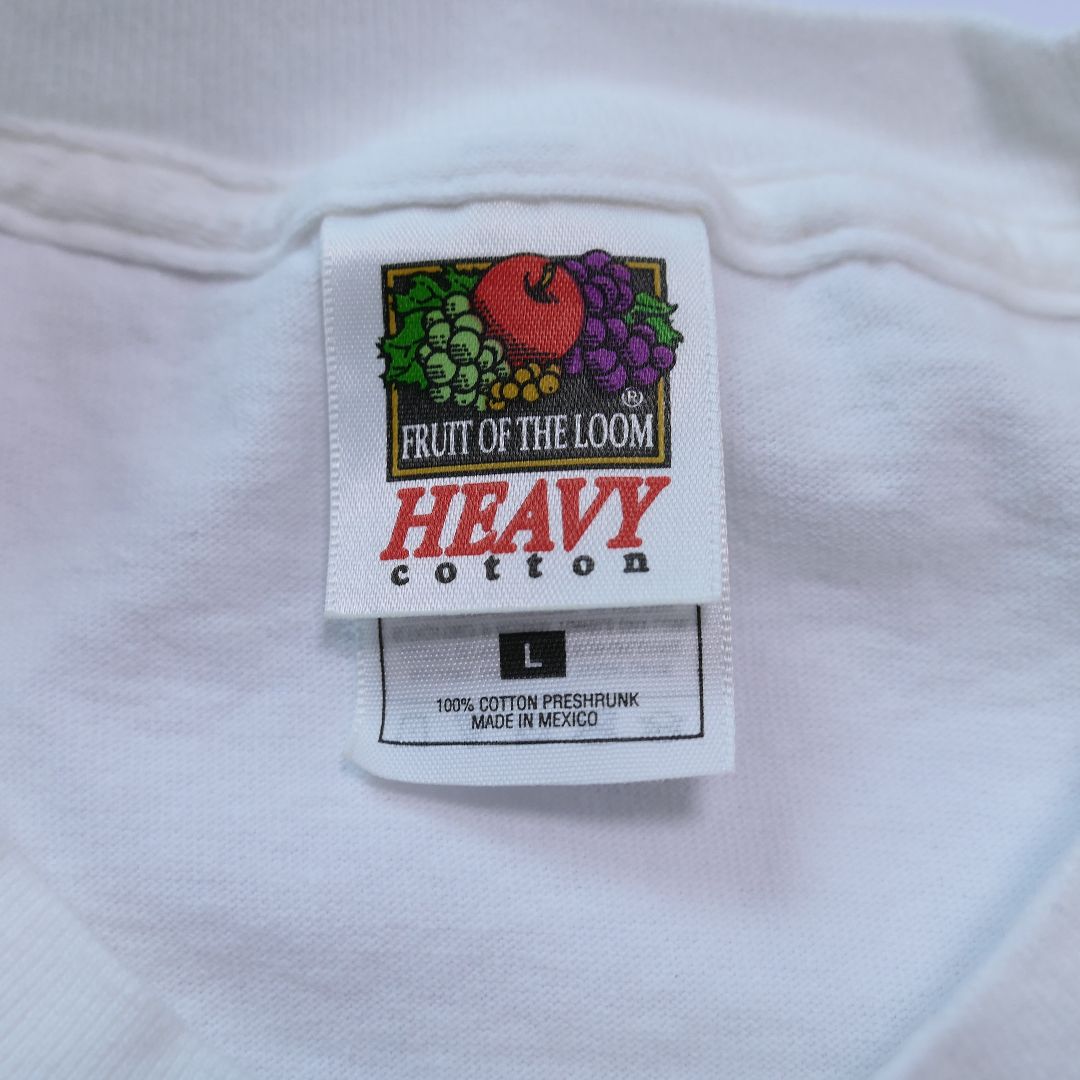 ®
FRUIT OF THE LOOM
HEAVY
cotton
L
100% COTTON PRESHRUNK
MADE IN MEXICO